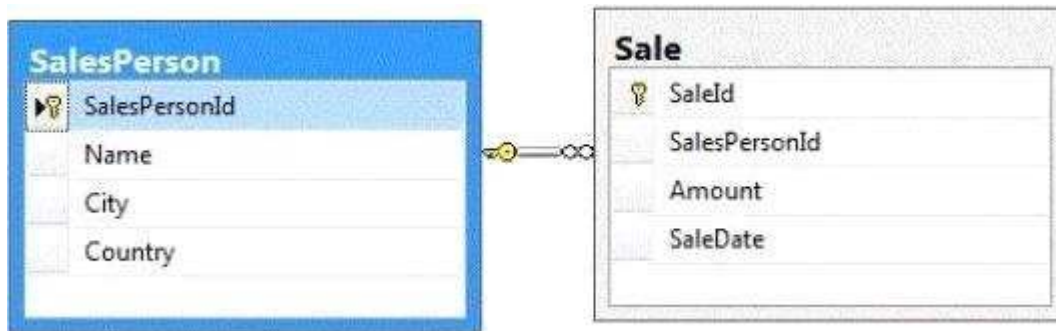 SalesPerson
SalesPersonId
Name
City
Country
Sale
SaleId
SalesPersonId
Amount
SaleDate